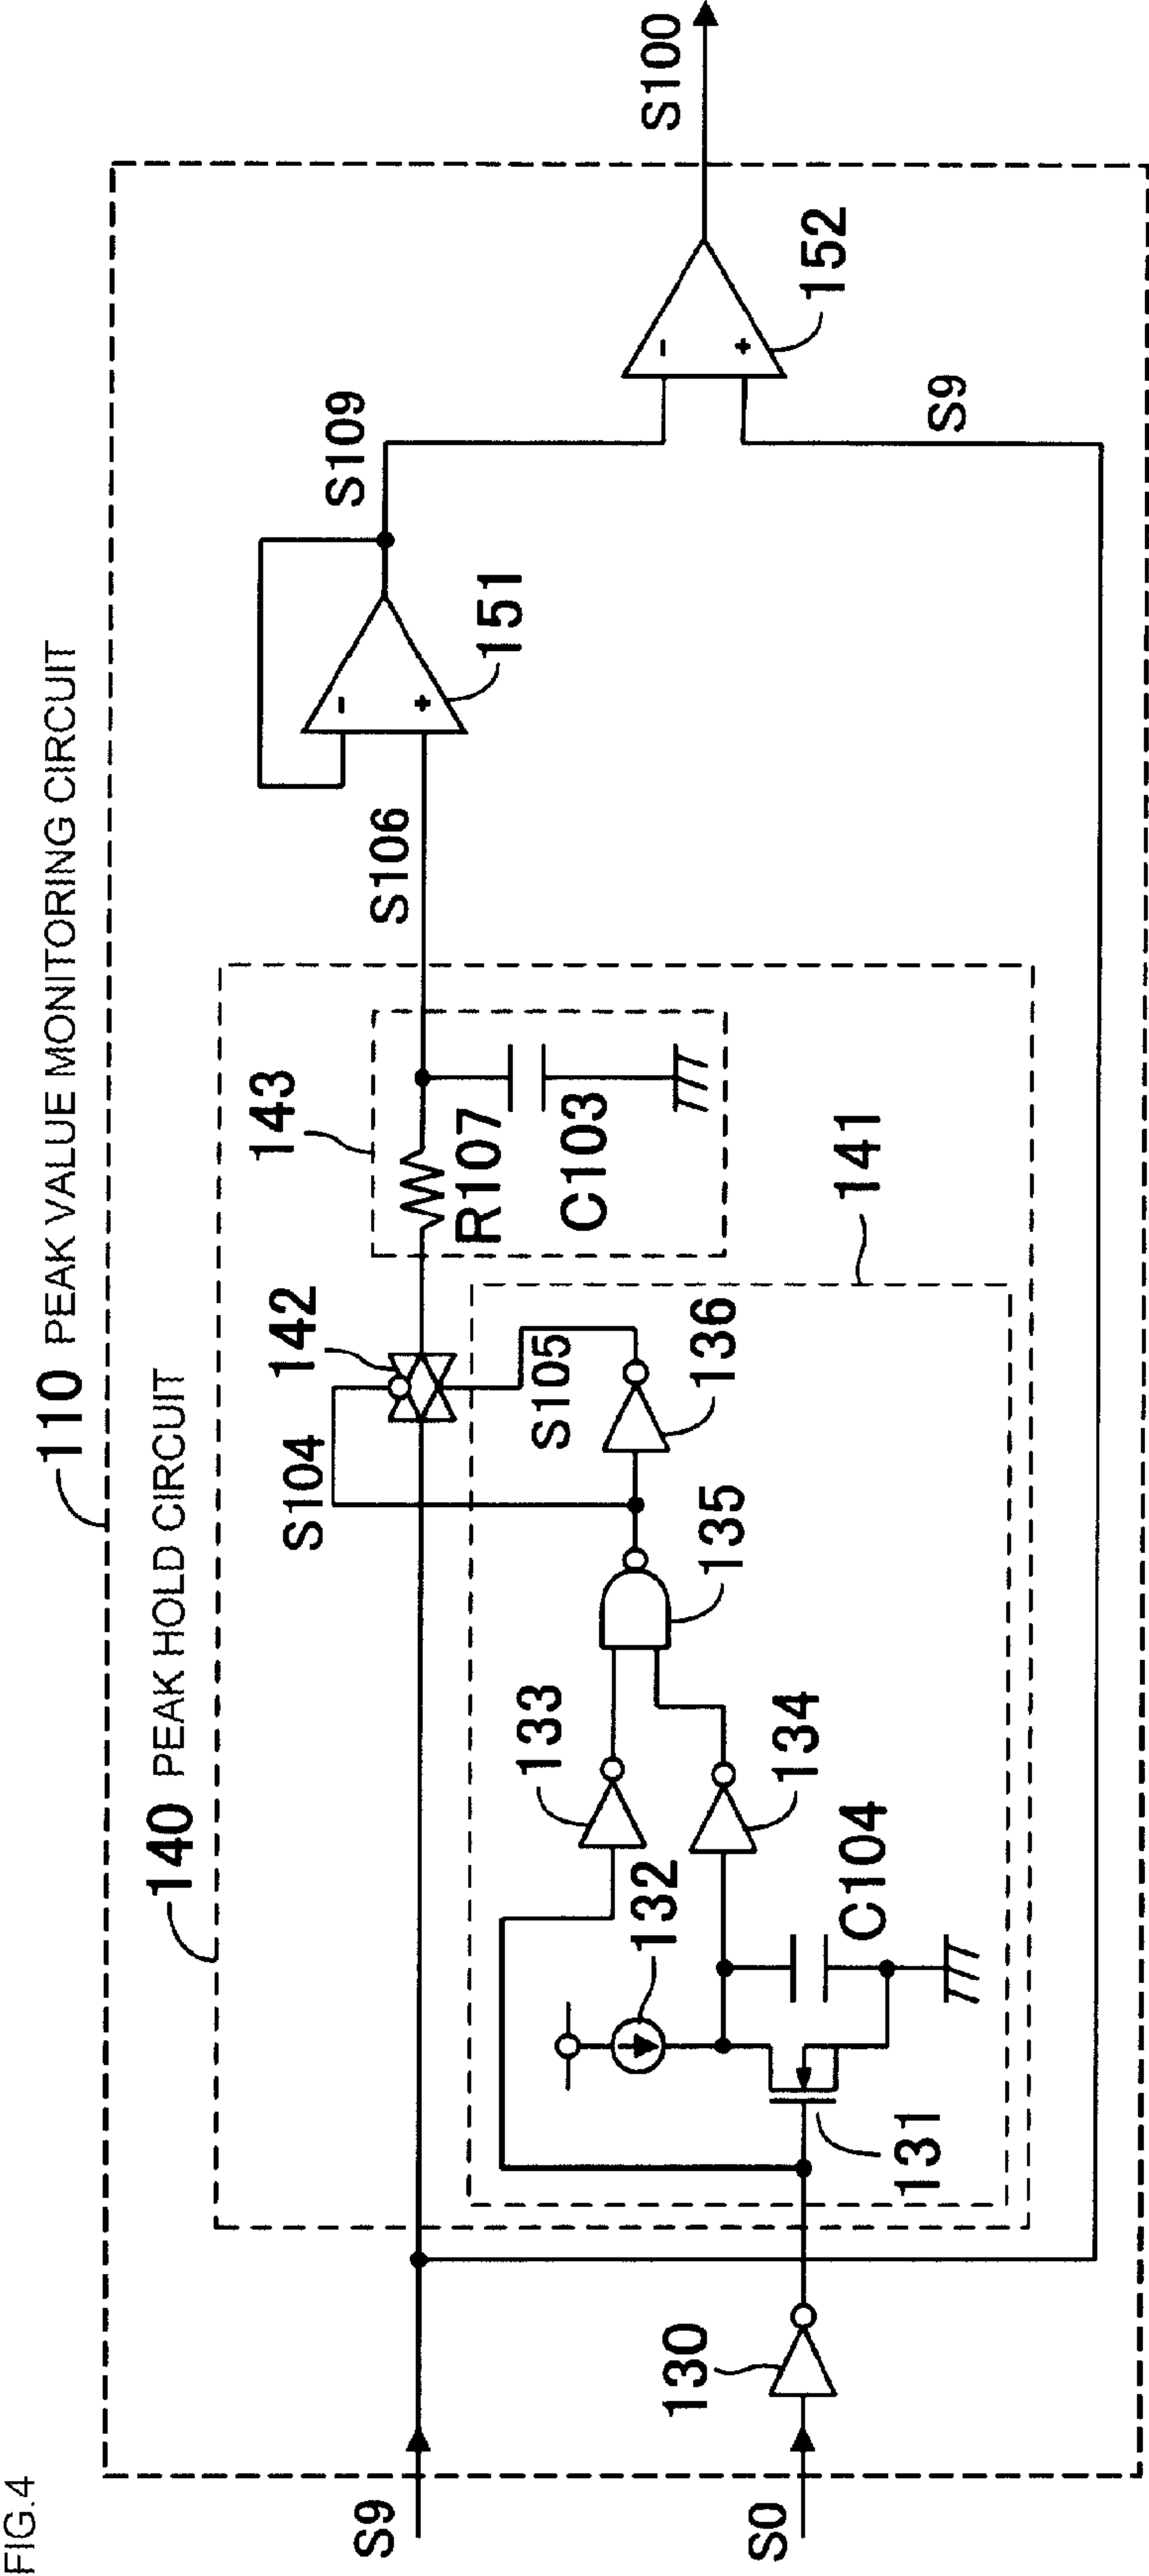 FIG.4
110 PEAK VALUE MONITORING CIRCUIT
140 PEAK HOLD CIRCUIT
S9
S0
130
131
132
133
134
C104
135
136
S104
S105
142
141
143
R107
C103
S106
151
S109
S9
152
S100
-
+
-
+